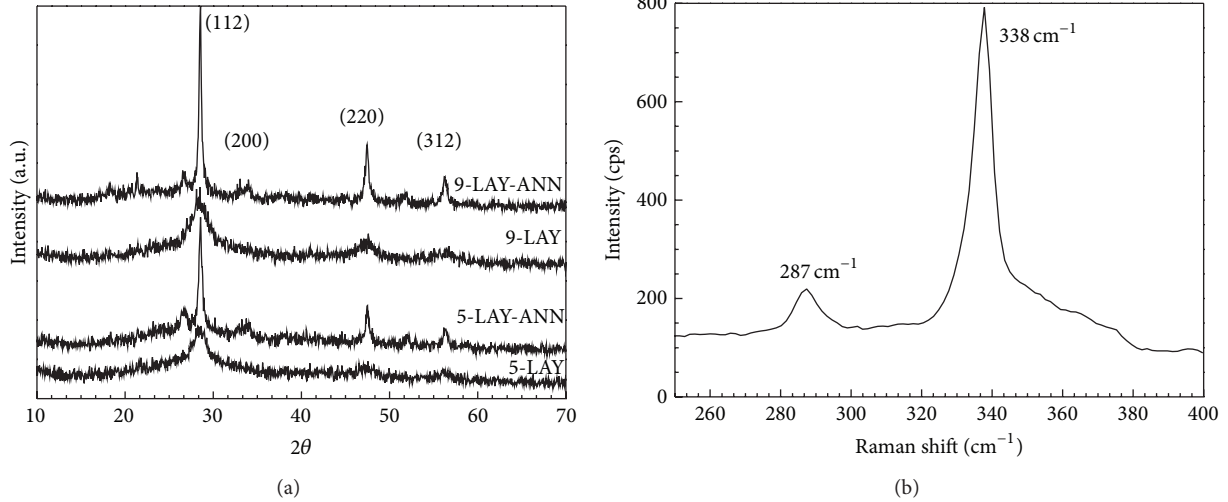 (112)
(200)
(220)
(312)
9-LAY-ANN
9-LAY
5-LAY-ANN
5-LAY
Intensity (a.u.)
10 20 30 40 50 60 70
2θ
(a)
800
600
400
200
0
338 cm⁻¹
287 cm⁻¹
Intensity (cps)
260 280 300 320 340 360 380 400
Raman shift (cm⁻¹)
(b)